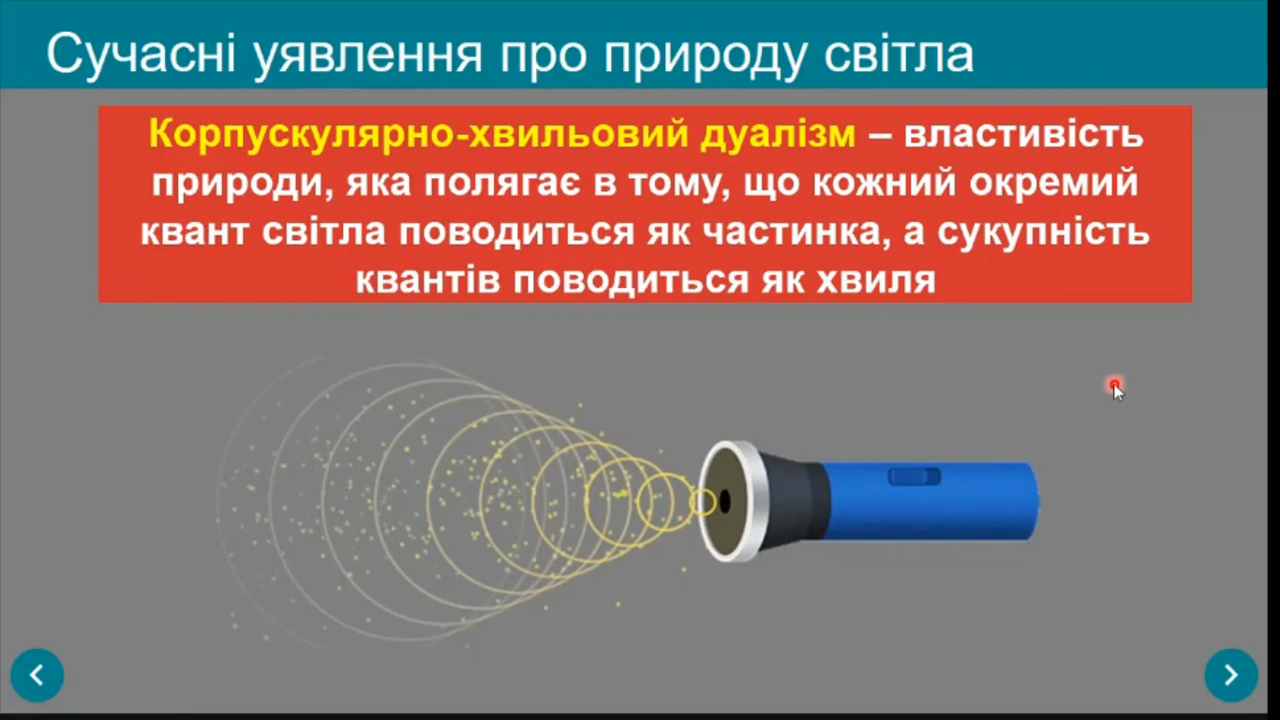 Сучасні уявлення про природу світла
Корпускулярно-хвильовий дуалізм – властивість
природи, яка полягає в тому, що кожний окремий
квант світла поводиться як частинка, а сукупність
квантів поводиться як хвиля